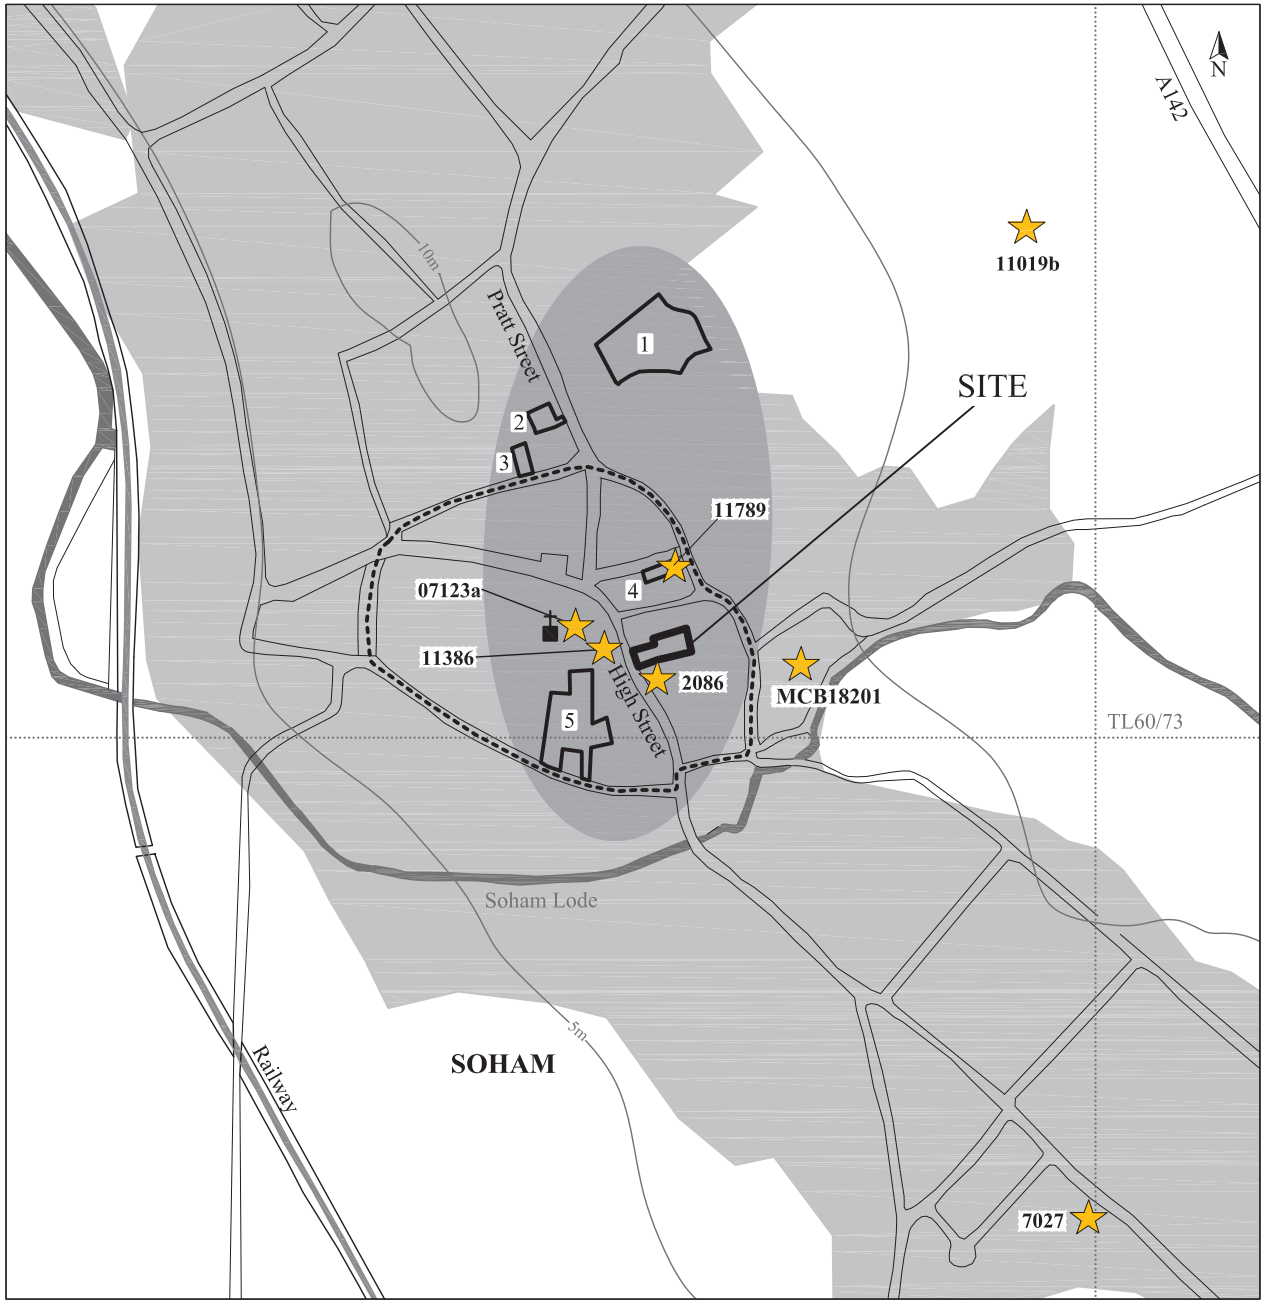 N
A142
11019b
10m
Pratt Street
1
SITE
2
3
11789
07123a
4
11386
2086
MCB18201
High Street
5
TL60/73
Soham Lode
5m
SOHAM
Railway
7027